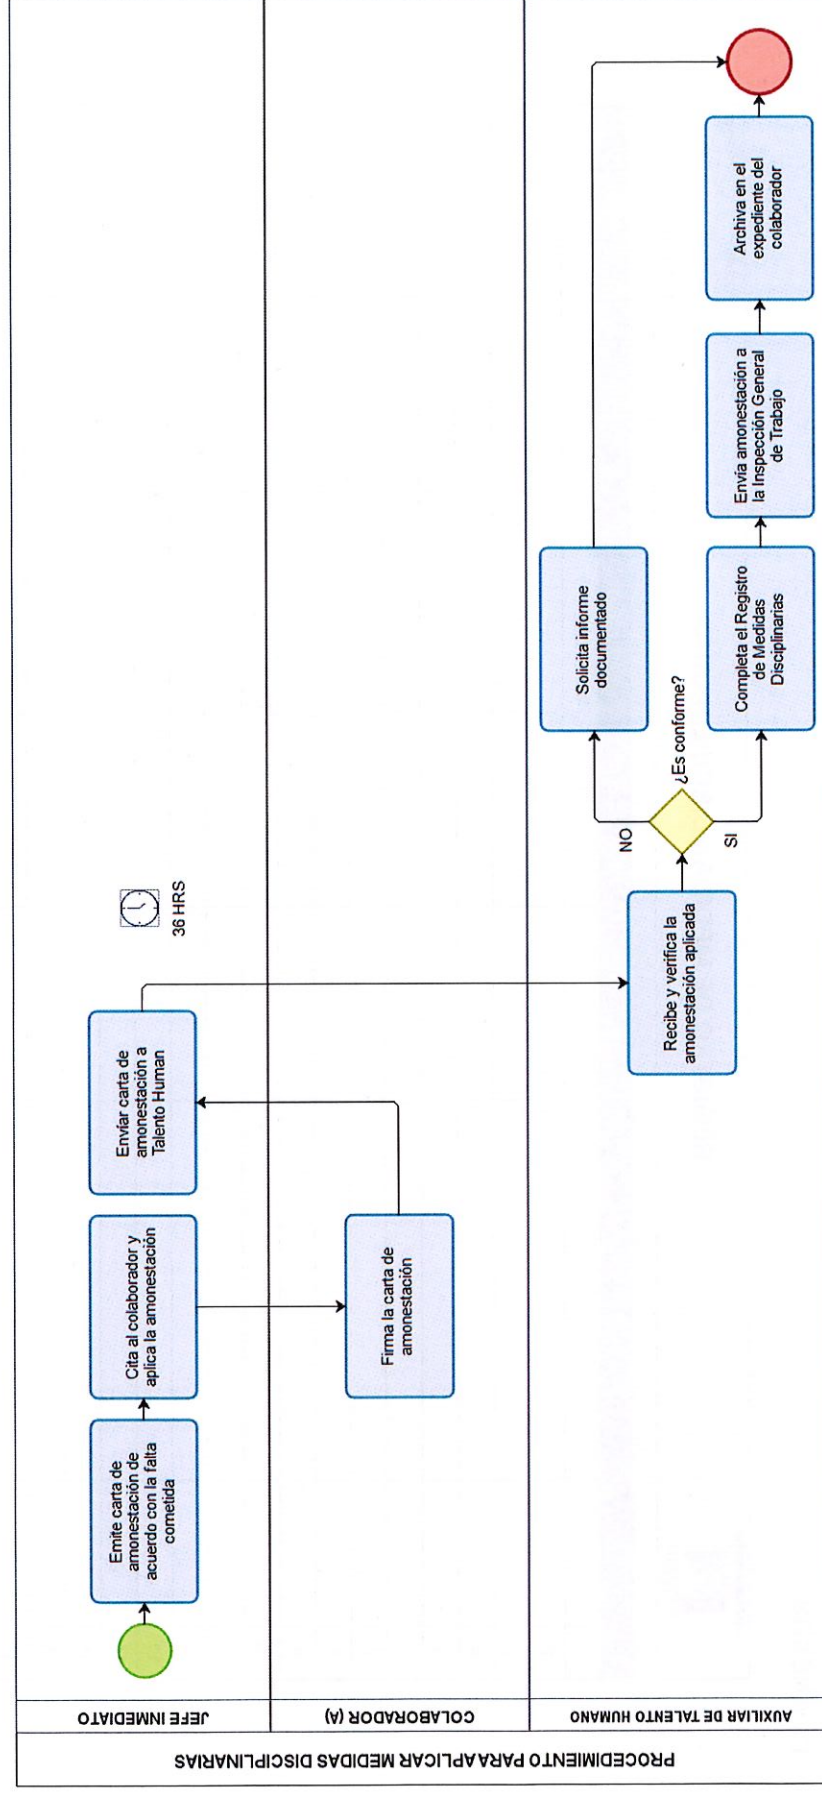 PROCEDIMIENTO PARA APLICAR MEDIDAS DISCIPLINARIAS
JEFE INMEDIATO
Emite carta de
amonestación de
acuerdo con la falta
cometida
Cita al colaborador y
aplica la amonestación
Envíar carta de
amonestación a
Talento Human
36 HRS
COLABORADOR (A)
Firma la carta de
amonestación
AUXILIAR DE TALENTO HUMANO
Recibe y verifica la
amonestación aplicada
¿Es conforme?
NO
Solicita informe
documentado
SI
Completa el Registro
de Medidas
Disciplinarias
Envía amonestación a
la Inspección General
de Trabajo
Archiva en el
expediente del
colaborador